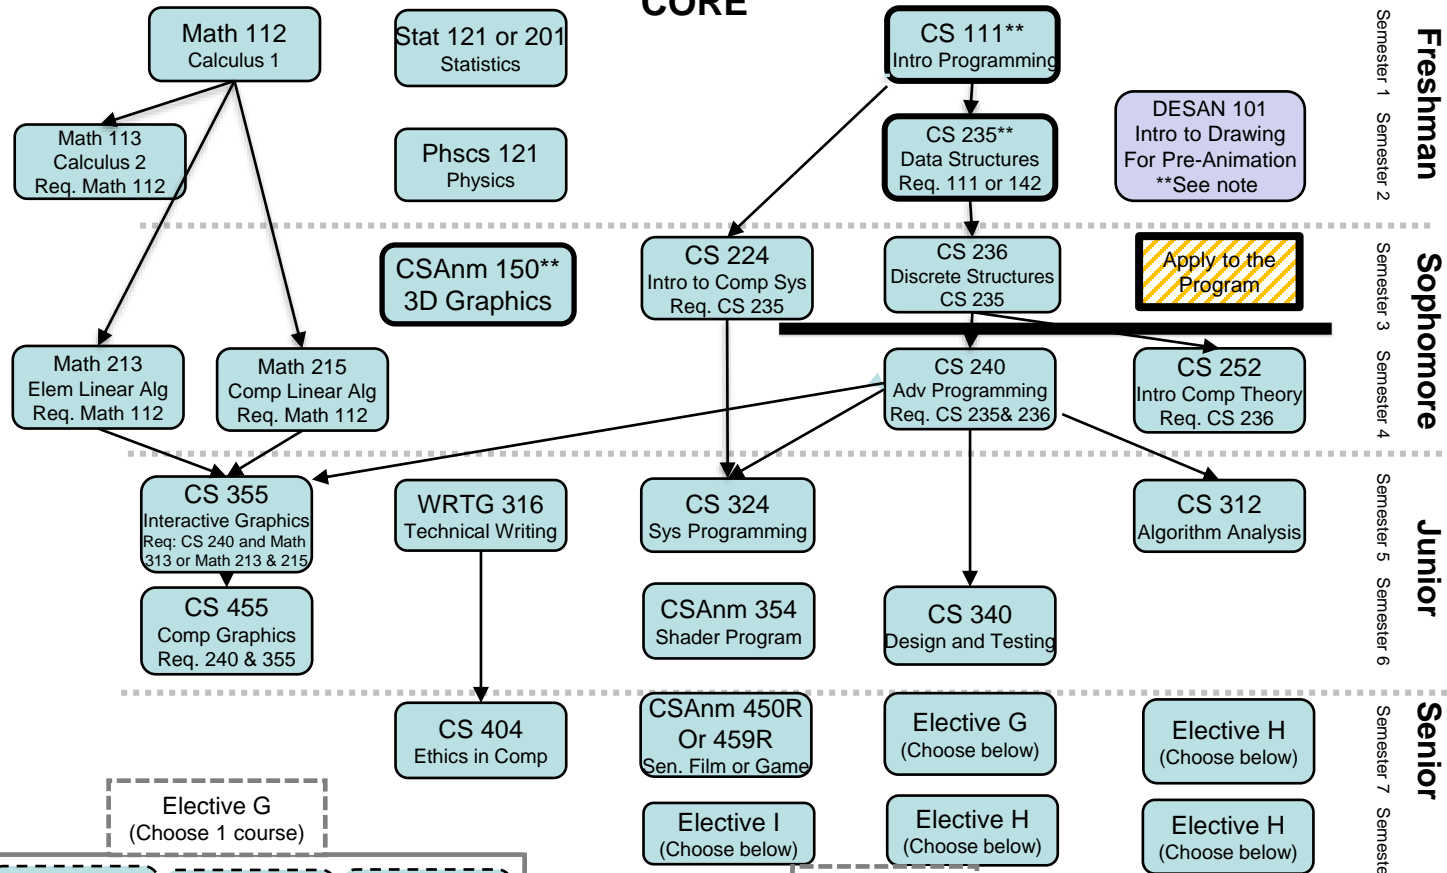 CORE
Math 112
Calculus 1
Stat 121 or 201
Statistics
CS 111**
Intro Programming
Semester 1
Freshman
Math 113
Calculus 2
Req. Math 112
Phscs 121
Physics
CS 235**
Data Structures
Req. 111 or 142
DESAN 101
Intro to Drawing
For Pre-Animation
**See note
Semester 2
CSAnm 150**
3D Graphics
CS 224
Intro to Comp Sys
Req. CS 235
CS 236
Discrete Structures
CS 235
Apply to the
Program
Semester 3
Sophomore
Math 213
Elem Linear Alg
Req. Math 112
Math 215
Comp Linear Alg
Req. Math 112
CS 240
Adv Programming
Req. CS 235& 236
CS 252
Intro Comp Theory
Req. CS 236
Semester 4
CS 355
Interactive Graphics
Req: CS 240 and Math
313 or Math 213 & 215
WRTG 316
Technical Writing
CS 324
Sys Programming
CS 312
Algorithm Analysis
Semester 5
Junior
CS 455
Comp Graphics
Req. 240 & 355
CSAnm 354
Shader Program
CS 340
Design and Testing
Semester 6
CS 404
Ethics in Comp
CSAnm 450R
Or 459R
Sen. Film or Game
Elective G
(Choose below)
Elective H
(Choose below)
Semester 7
Senior
Elective G
(Choose 1 course)
Elective I
(Choose below)
Elective H
(Choose below)
Elective H
(Choose below)
Semeste